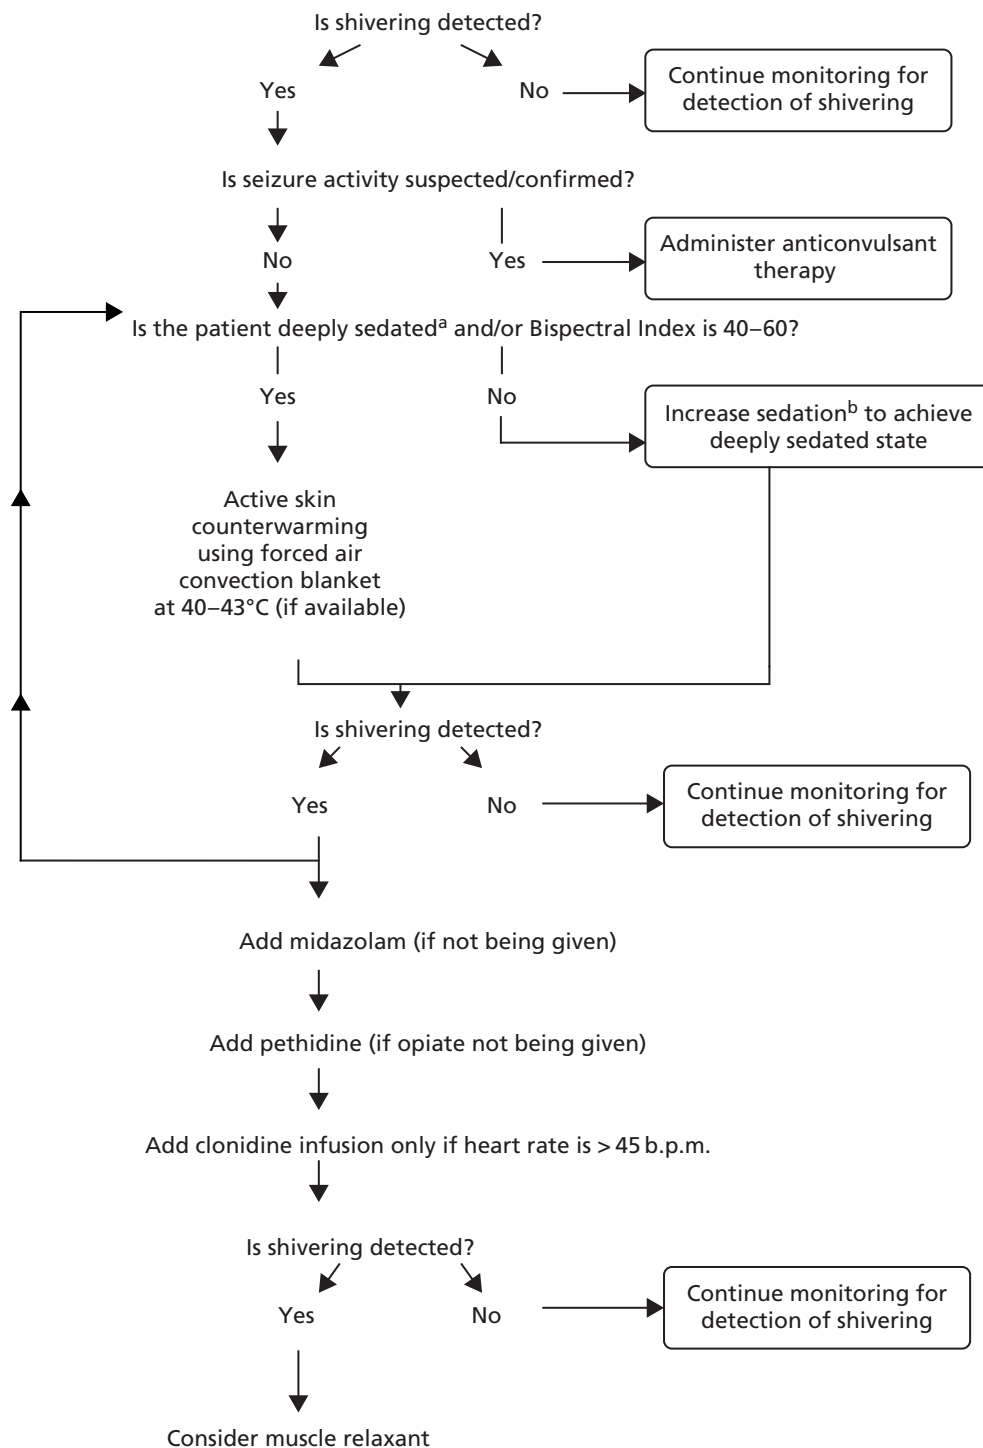 Is shivering detected?
Yes
No
Continue monitoring for
detection of shivering
Is seizure activity suspected/confirmed?
No
Yes
Administer anticonvulsant
therapy
Is the patient deeply sedatedᵃ and/or Bispectral Index is 40–60?
Yes
No
Increase sedationᵇ to achieve
deeply sedated state
Active skin
counterwarming
using forced air
convection blanket
at 40–43°C (if available)
Is shivering detected?
Yes
No
Continue monitoring for
detection of shivering
Add midazolam (if not being given)
Add pethidine (if opiate not being given)
Add clonidine infusion only if heart rate is > 45 b.p.m.
Is shivering detected?
Yes
No
Continue monitoring for
detection of shivering
Consider muscle relaxant